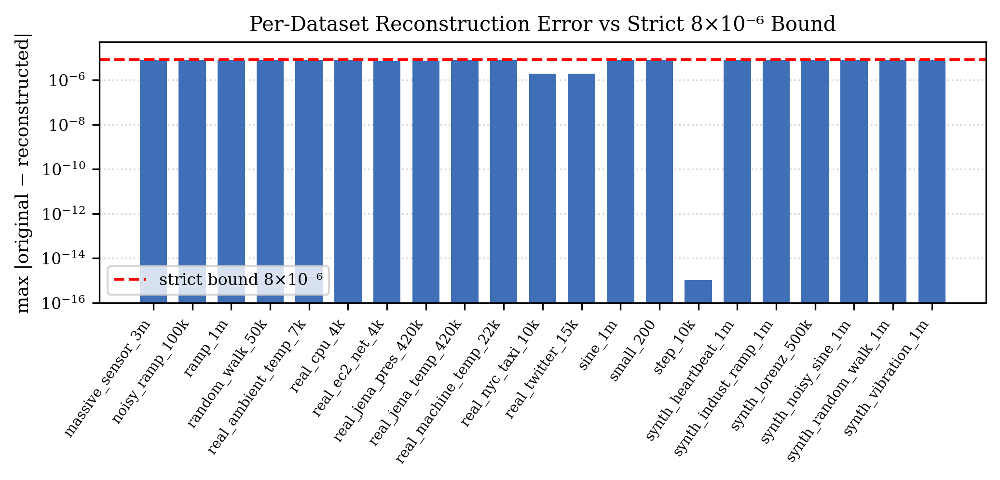 Per-Dataset Reconstruction Error vs Strict 8×10⁻⁶ Bound
max |original − reconstructed|
10⁻⁶
10⁻⁸
10⁻¹⁰
10⁻¹²
10⁻¹⁴
10⁻¹⁶
strict bound 8×10⁻⁶
massive_sensor_3m
noisy_ramp_100k
ramp_1m
random_walk_50k
real_ambient_temp_7k
real_cpu_4k
real_ec2_net_4k
real_jena_pres_420k
real_jena_temp_420k
real_machine_temp_22k
real_nyc_taxi_10k
real_twitter_15k
sine_1m
small_200
step_10k
synth_heartbeat_1m
synth_indust_ramp_1m
synth_lorenz_500k
synth_noisy_sine_1m
synth_random_walk_1m
synth_vibration_1m